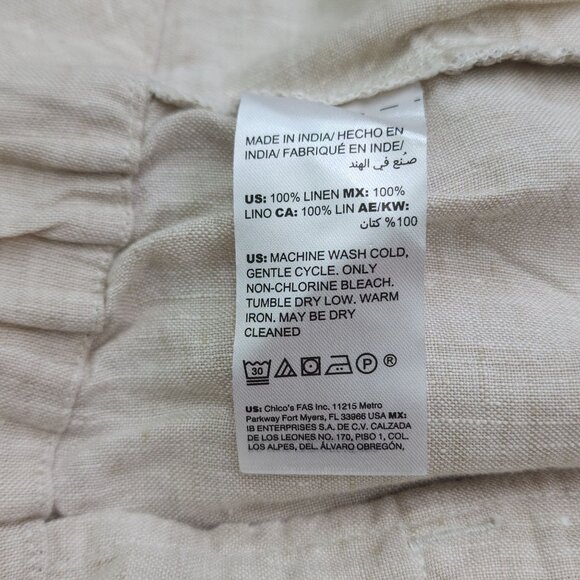 MADE IN INDIA/ HECHO EN
INDIA/ FABRIQUÉ EN INDE/
صنع في الهند
US: 100% LINEN MX: 100%
LINO CA: 100% LIN AE/KW:
100% كتان
US: MACHINE WASH COLD,
GENTLE CYCLE. ONLY
NON-CHLORINE BLEACH.
TUMBLE DRY LOW. WARM
IRON. MAY BE DRY
CLEANED
30 P ®
US: Chico's FAS Inc. 11215 Metro
Parkway Fort Myers, FL 33966 USA MX:
IB ENTERPRISES S.A. DE C.V. CALZADA
DE LOS LEONES NO. 170, PISO 1, COL.
LOS ALPES, DEL. ÁLVARO OBREGÓN,